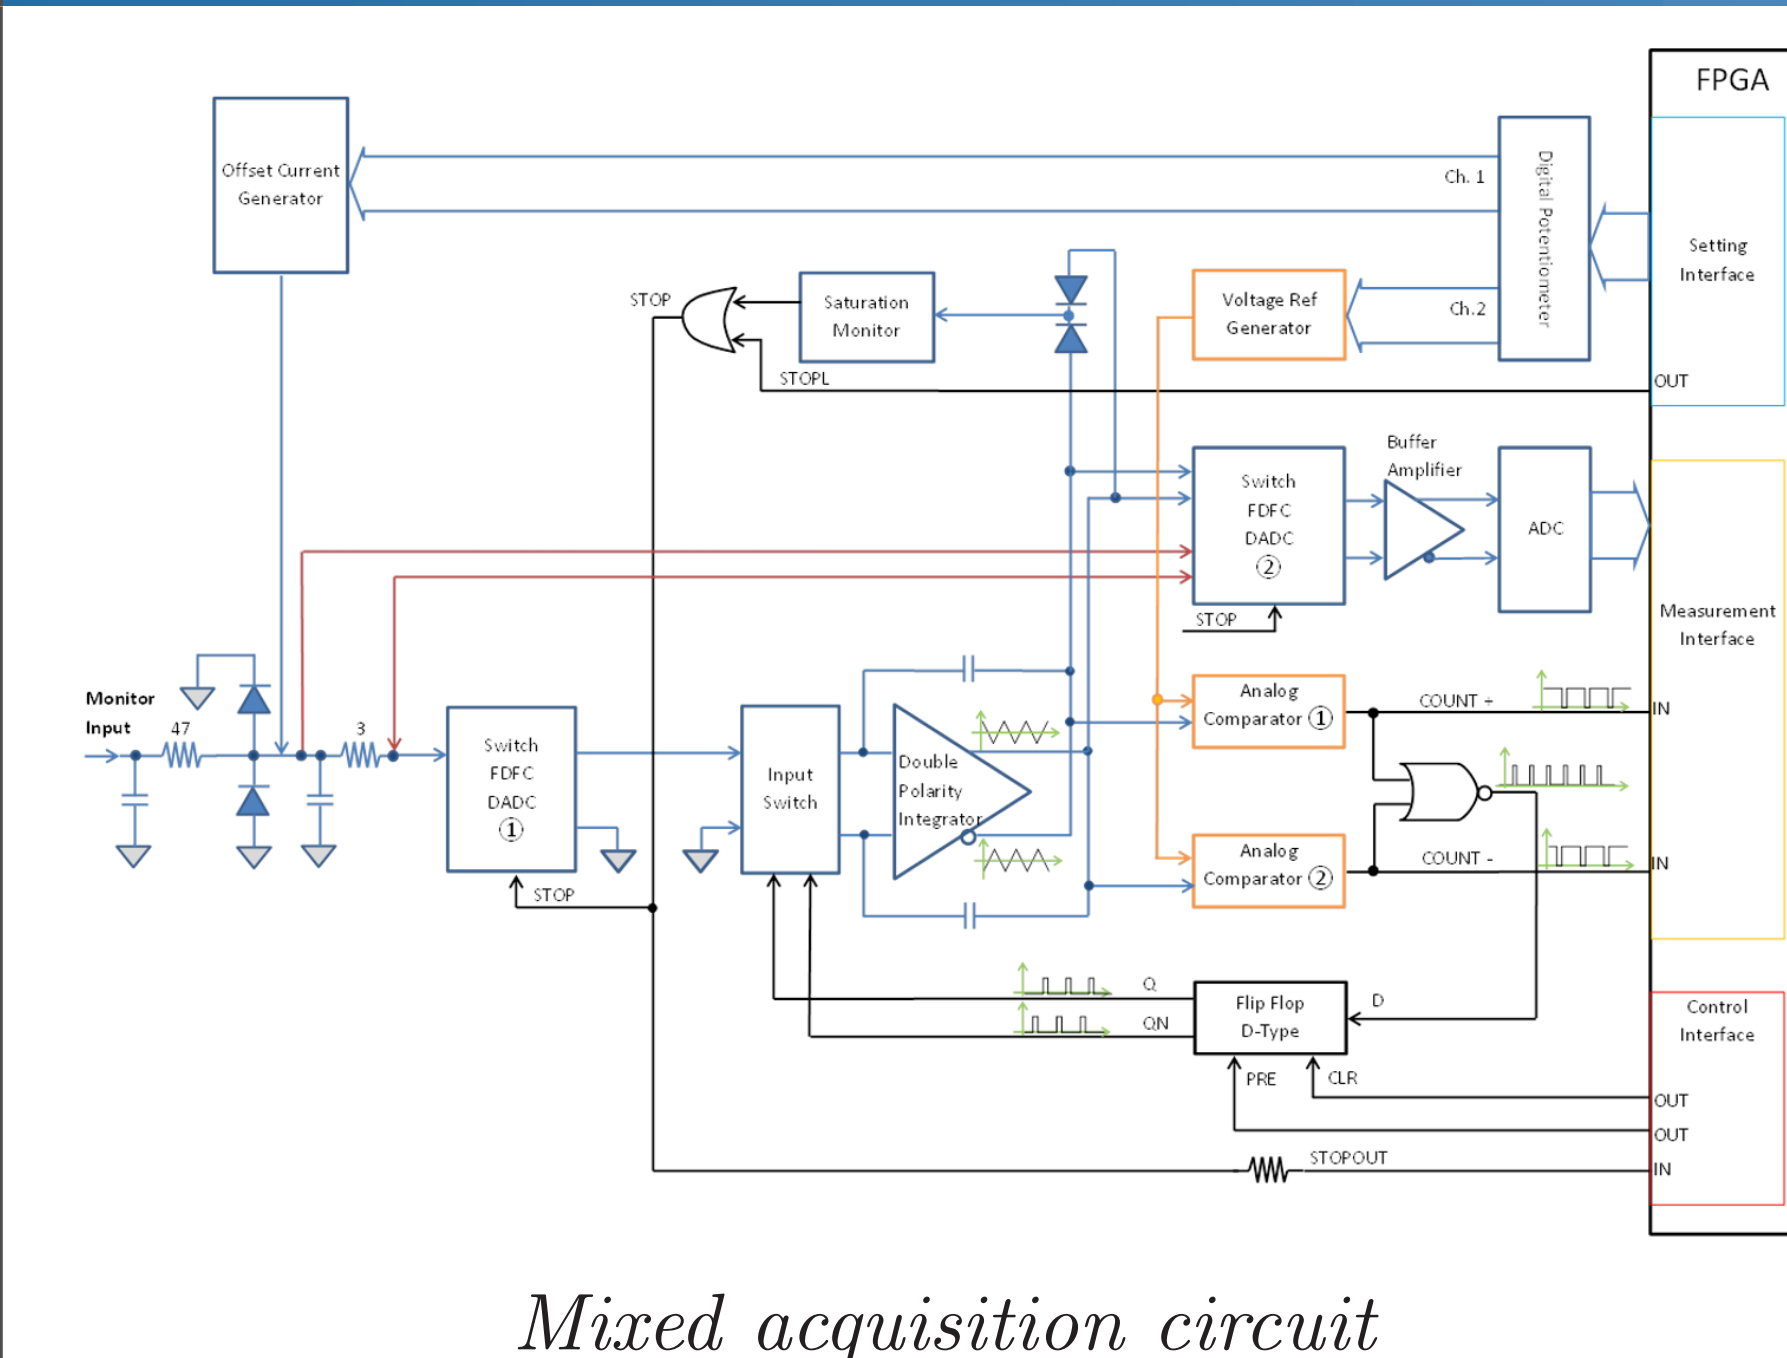 FPGA
Offset Current
Generator
Ch. 1
Digital Potentiometer
Setting
Interface
STOP
Saturation
Monitor
Voltage Ref
Generator
Ch.2
STOPL
OUT
Buffer
Amplifier
Switch
FDFC
DADC
2
ADC
STOP
Measurement
Interface
Monitor
Input
47
3
Switch
FDFC
DADC
1
STOP
Input
Switch
Double
Polarity
Integrator
Analog
Comparator 1
COUNT +
IN
Analog
Comparator 2
COUNT -
IN
Q
QN
Flip Flop
D-Type
D
Control
Interface
PRE
CLR
OUT
OUT
STOPOUT
IN
Mixed acquisition circuit